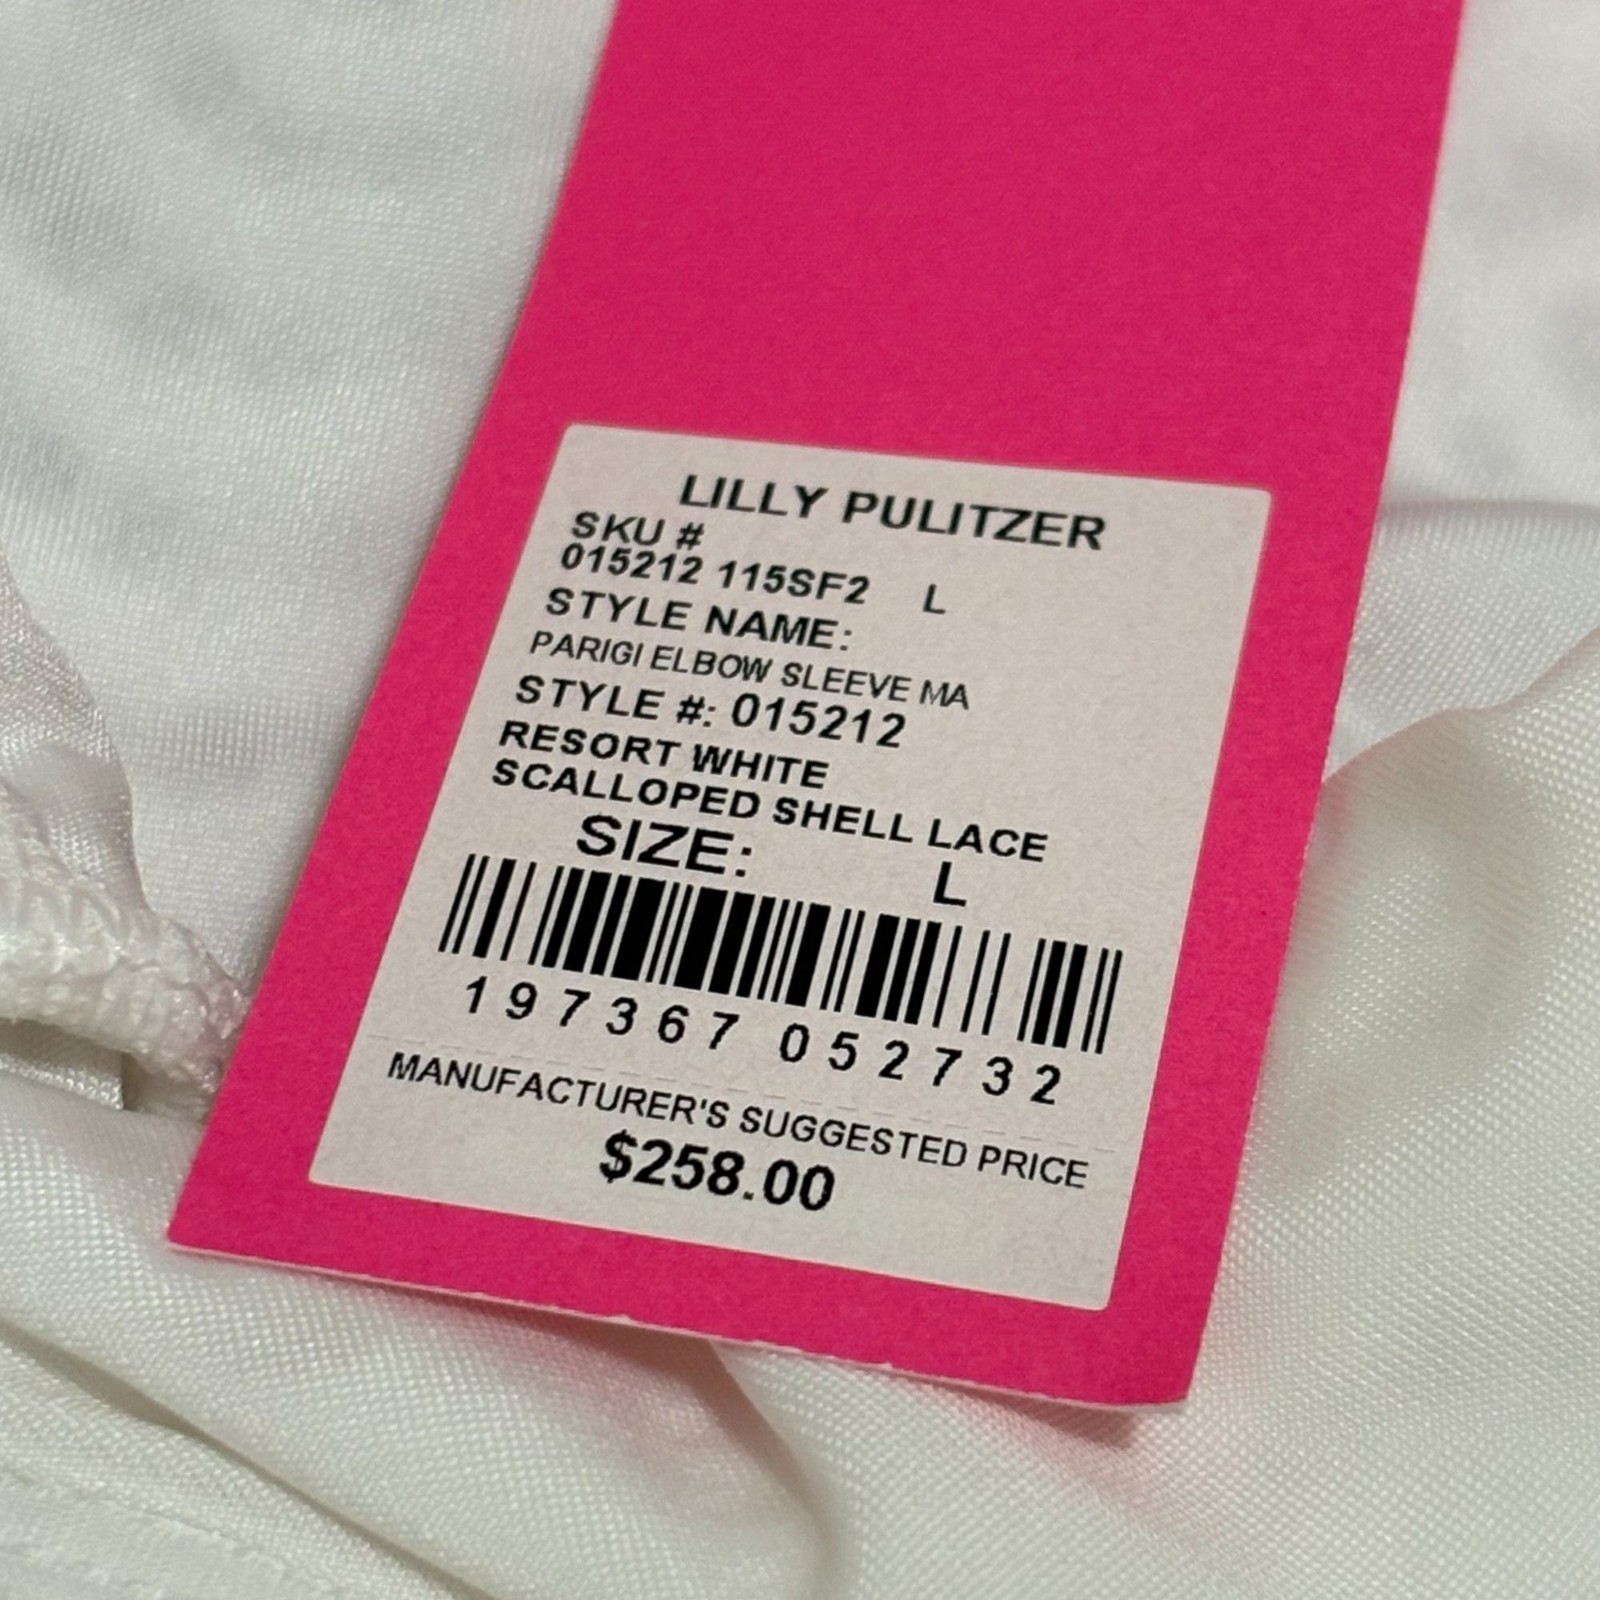 LILLY PULITZER
SKU #
015212 115SF2 L
STYLE NAME:
PARIGI ELBOW SLEEVE MA
STYLE #: 015212
RESORT WHITE
SCALLOPED SHELL LACE
SIZE: L
197367 052732
MANUFACTURER'S SUGGESTED PRICE
$258.00